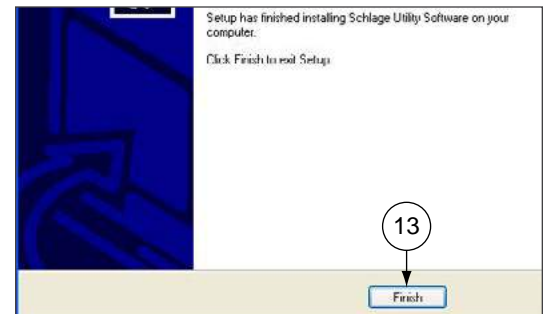 Setup has finished installing Schlage Utility Software on your
computer.
Click Finish to exit Setup.
13
Finish